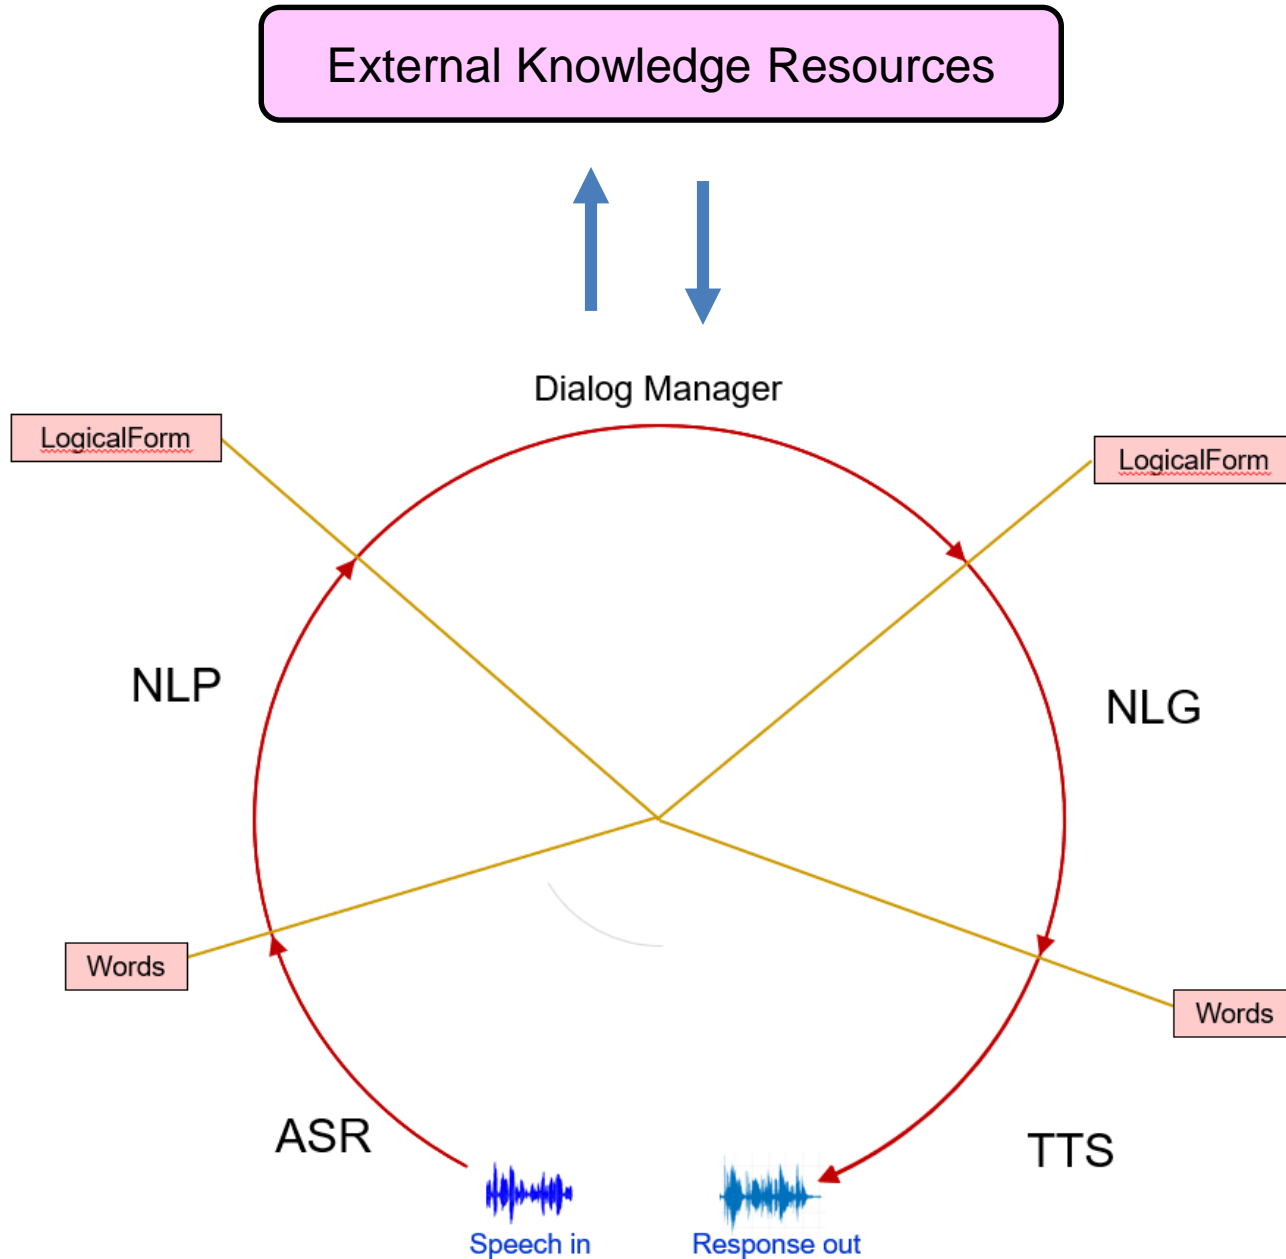 External Knowledge Resources
Dialog Manager
LogicalForm
LogicalForm
NLP
NLG
Words
Words
ASR
TTS
Speech in
Response out